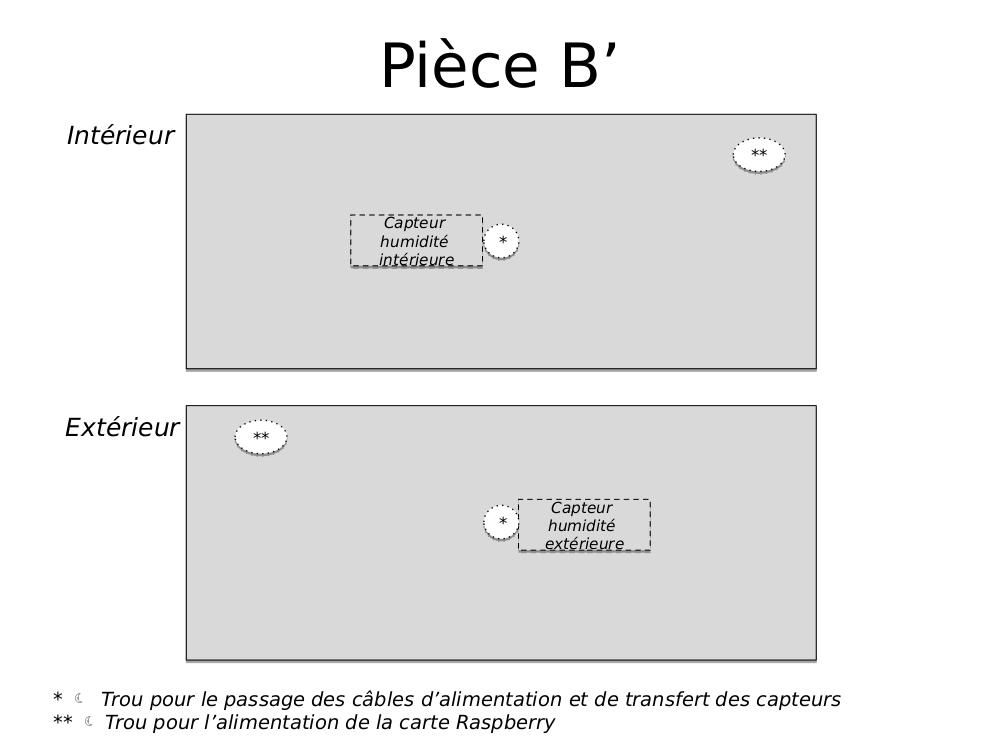 Pièce B’
Intérieur
**
Capteur
humidité
intérieure
*
Extérieur
**
*
Capteur
humidité
extérieure
* ☾ Trou pour le passage des câbles d’alimentation et de transfert des capteurs
** ☾ Trou pour l’alimentation de la carte Raspberry